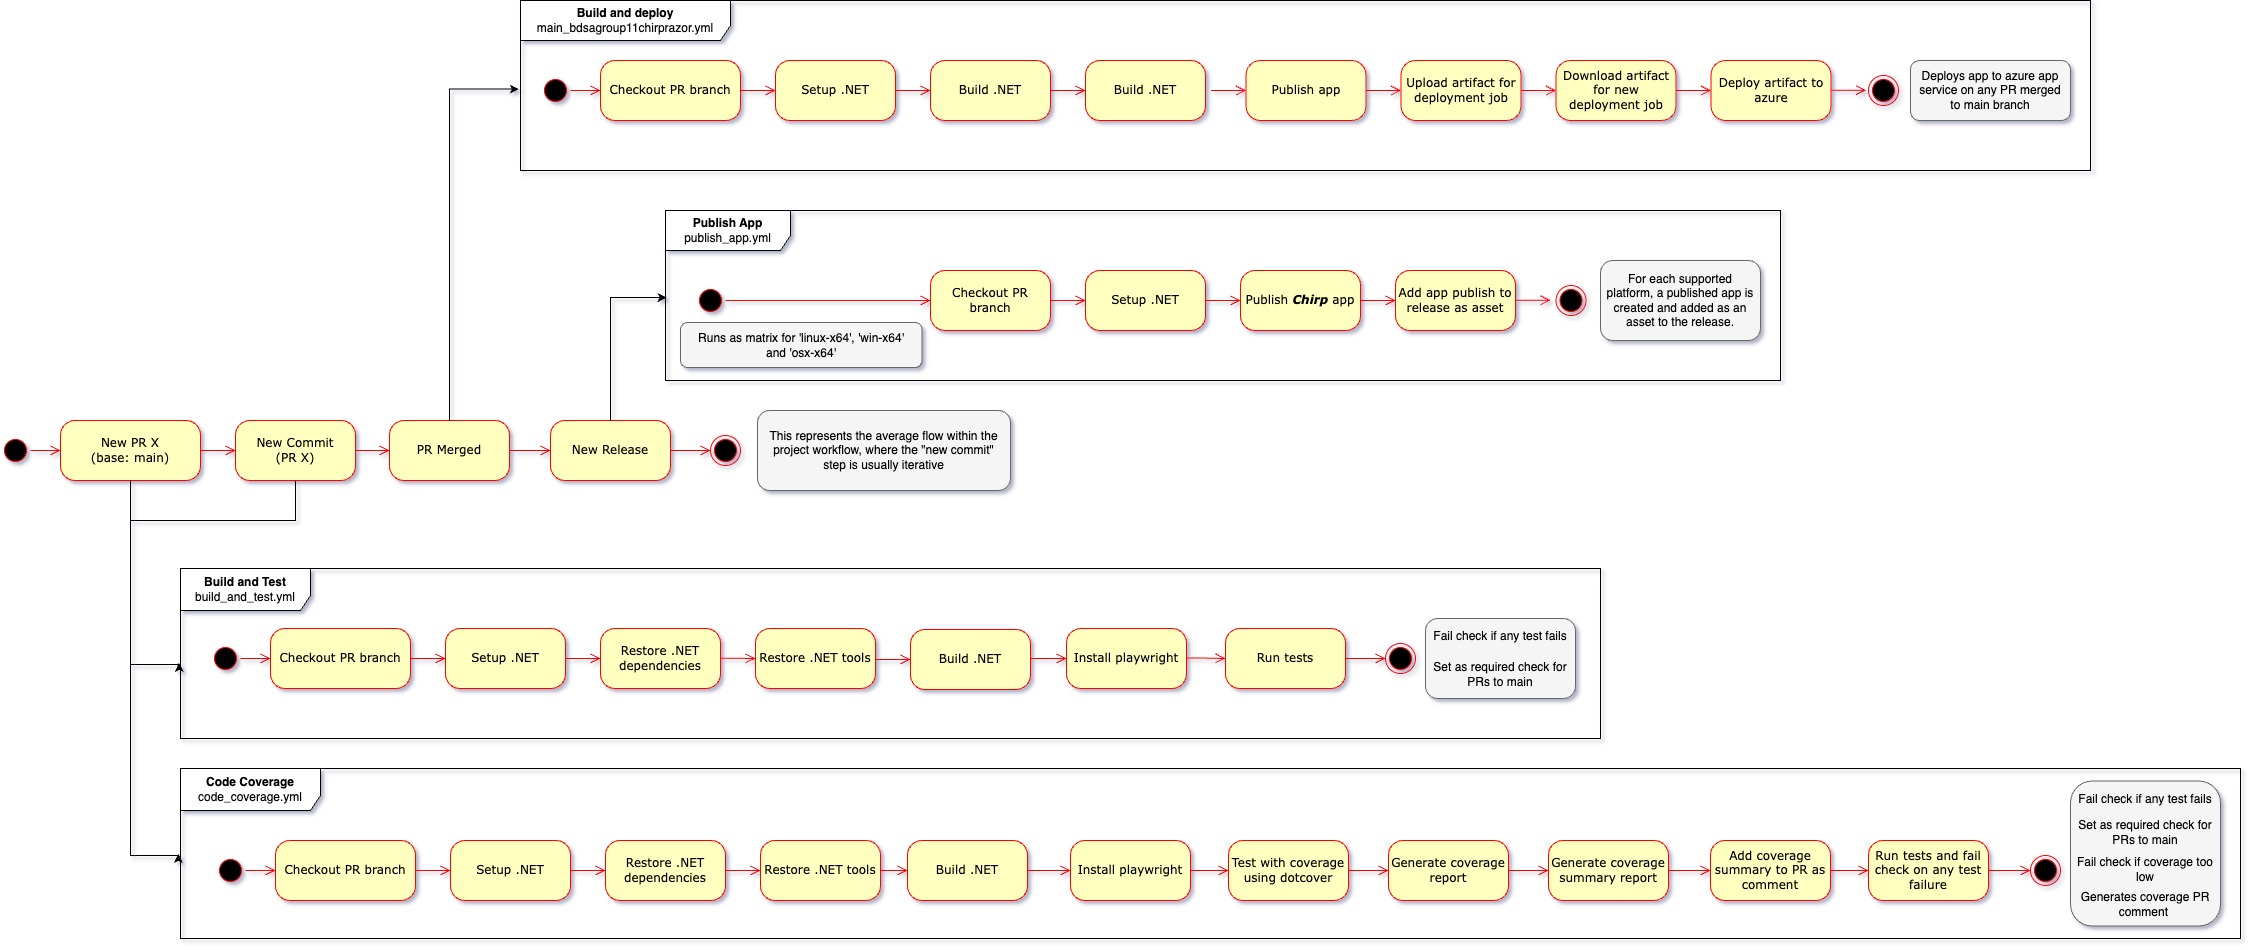 Build and deploy
main_bdsagroup11chirprazor.yml
Checkout PR branch
Setup .NET
Build .NET
Build .NET
Publish app
Upload artifact for
deployment job
Download artifact
for new
deployment job
Deploy artifact to
azure
Deploys app to azure app
service on any PR merged
to main branch
Publish App
publish_app.yml
Runs as matrix for 'linux-x64', 'win-x64'
and 'osx-x64'
Checkout PR
branch
Setup .NET
Publish Chirp app
Add app publish to
release as asset
For each supported
platform, a published app is
created and added as an
asset to the release.
New PR X
(base: main)
New Commit
(PR X)
PR Merged
New Release
This represents the average flow within the
project workflow, where the "new commit"
step is usually iterative
Build and Test
build_and_test.yml
Checkout PR branch
Setup .NET
Restore .NET
dependencies
Restore .NET tools
Build .NET
Install playwright
Run tests
Fail check if any test fails
Set as required check for
PRs to main
Code Coverage
code_coverage.yml
Checkout PR branch
Setup .NET
Restore .NET
dependencies
Restore .NET tools
Build .NET
Install playwright
Test with coverage
using dotcover
Generate coverage
report
Generate coverage
summary report
Add coverage
summary to PR as
comment
Run tests and fail
check on any test
failure
Fail check if any test fails
Set as required check for
PRs to main
Fail check if coverage too
low
Generates coverage PR
comment